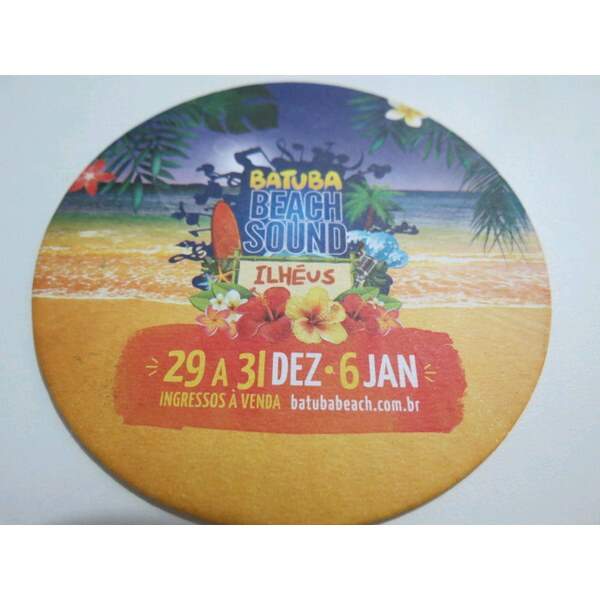 BATUBA
BEACH
SOUND
ILHÉUS
29 A 31 DEZ • 6 JAN
INGRESSOS À VENDA batubabeach.com.br